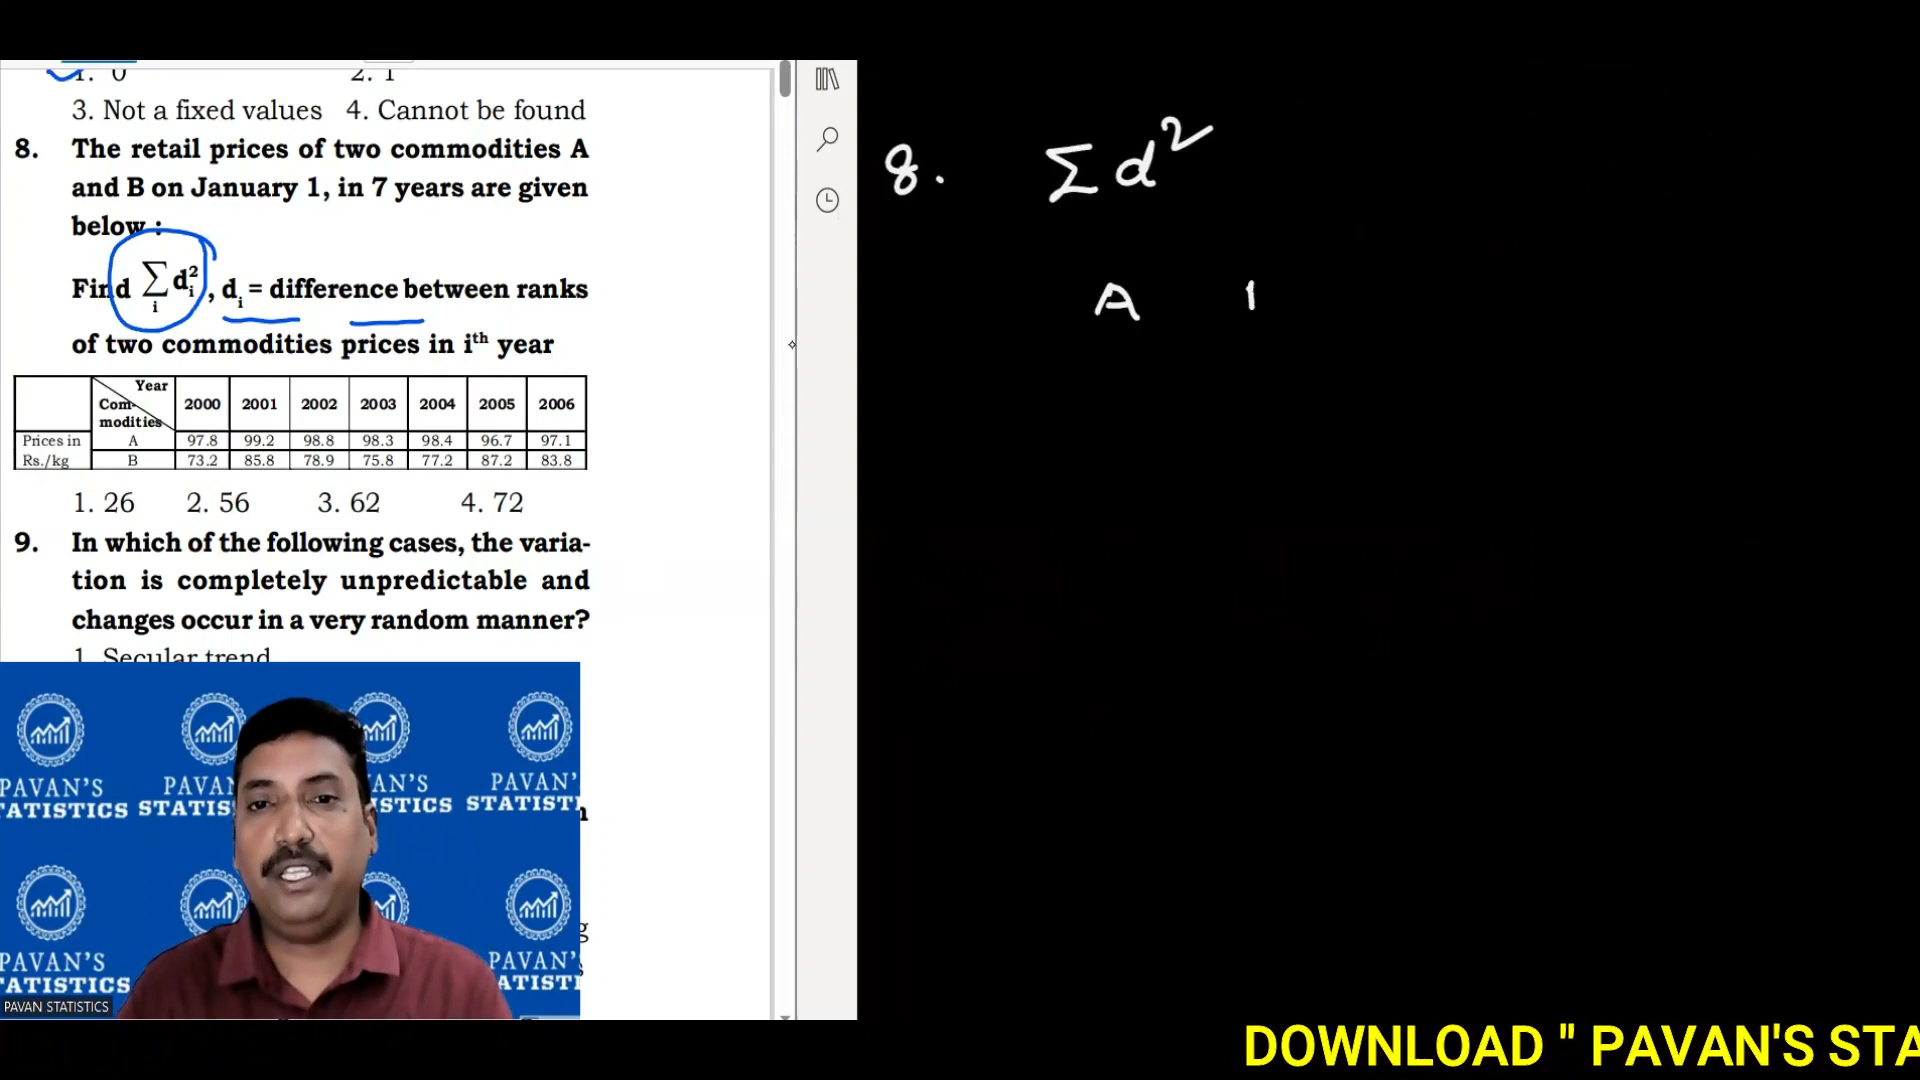 1. 0 2. 1
3. Not a fixed values 4. Cannot be found
8. The retail prices of two commodities A
and B on January 1, in 7 years are given
below :
Find ∑ᵢ dᵢ², dᵢ = difference between ranks
of two commodities prices in iᵗʰ year
Year
Com-
modities 2000 2001 2002 2003 2004 2005 2006
Prices in A 97.8 99.2 98.8 98.3 98.4 96.7 97.1
Rs./kg B 73.2 85.8 78.9 75.8 77.2 87.2 83.8
1. 26 2. 56 3. 62 4. 72
9. In which of the following cases, the varia-
tion is completely unpredictable and
changes occur in a very random manner?
1. Secular trend
8. ∑ d²
A
PAVAN'S
STATISTICS
PAVAN STATISTICS
DOWNLOAD " PAVAN'S STA